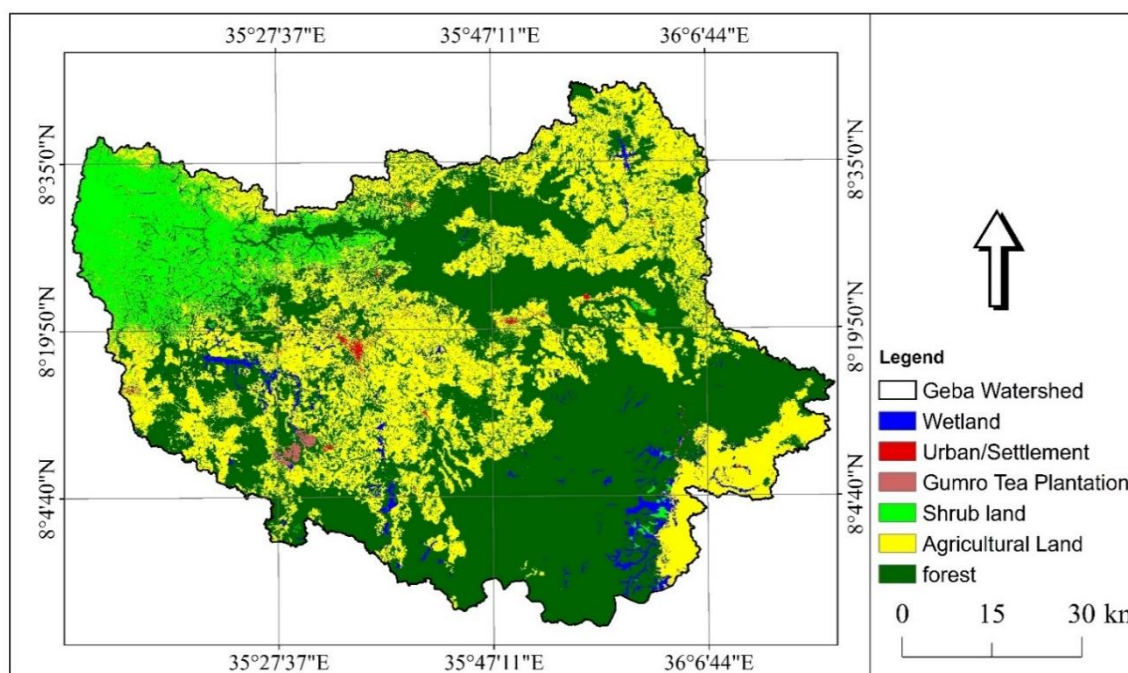 35°27'37"E 35°47'11"E 36°6'44"E
8°35'0"N 8°35'0"N
8°19'50"N 8°19'50"N
8°4'40"N 8°4'40"N
35°27'37"E 35°47'11"E 36°6'44"E
Legend
Geba Watershed
Wetland
Urban/Settlement
Gumro Tea Plantation
Shrub land
Agricultural Land
forest
0 15 30 km